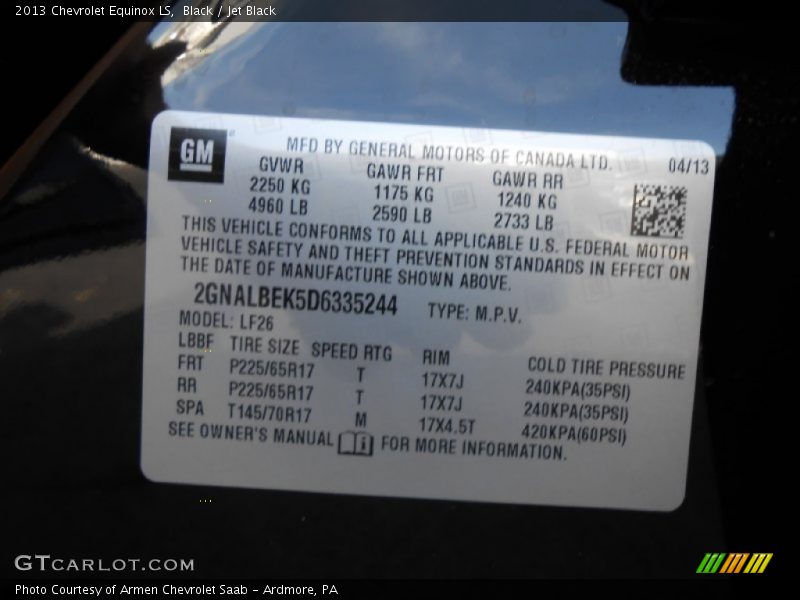 2013 Chevrolet Equinox LS, Black / Jet Black
GM
MFD BY GENERAL MOTORS OF CANADA LTD. 04/13
GVWR GAWR FRT GAWR RR
2250 KG 1175 KG 1240 KG
4960 LB 2590 LB 2733 LB
THIS VEHICLE CONFORMS TO ALL APPLICABLE U.S. FEDERAL MOTOR
VEHICLE SAFETY AND THEFT PREVENTION STANDARDS IN EFFECT ON
THE DATE OF MANUFACTURE SHOWN ABOVE.
2GNALBEK5D6335244 TYPE: M.P.V.
MODEL: LF26
LBBF TIRE SIZE SPEED RTG RIM COLD TIRE PRESSURE
FRT P225/65R17 T 17X7J 240KPA(35PSI)
RR P225/65R17 T 17X7J 240KPA(35PSI)
SPA T145/70R17 M 17X4.5T 420KPA(60PSI)
SEE OWNER'S MANUAL FOR MORE INFORMATION.
GTCARLOT.COM
Photo Courtesy of Armen Chevrolet Saab - Ardmore, PA